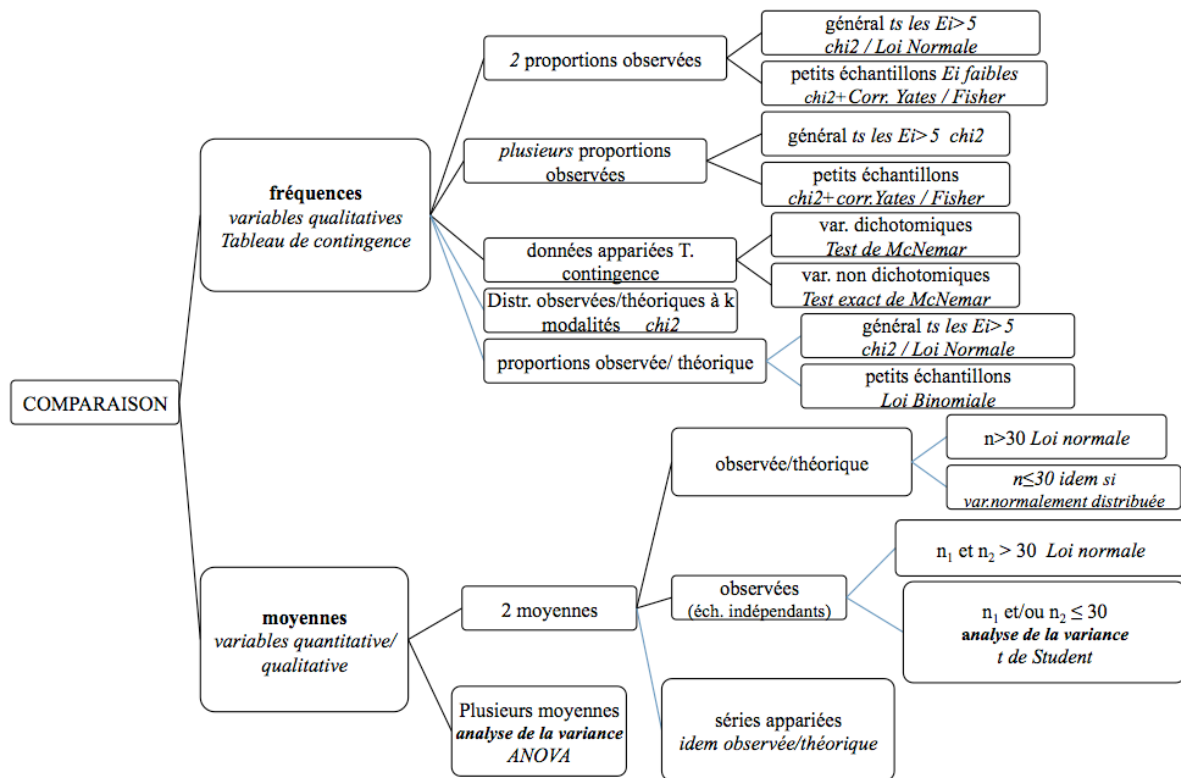 général ts les Ei>5
chi2 / Loi Normale
2 proportions observées
petits échantillons Ei faibles
chi2+Corr. Yates / Fisher
général ts les Ei>5 chi2
plusieurs proportions
observées
petits échantillons
chi2+corr.Yates / Fisher
fréquences
variables qualitatives
Tableau de contingence
var. dichotomiques
Test de McNemar
données appariées T.
contingence
var. non dichotomiques
Test exact de McNemar
Distr. observées/théoriques à k
modalités chi2
général ts les Ei>5
chi2 / Loi Normale
proportions observée/ théorique
petits échantillons
Loi Binomiale
COMPARAISON
n>30 Loi normale
observée/théorique
n≤30 idem si
var.normalement distribuée
n₁ et n₂ > 30 Loi normale
moyennes
variables quantitative/
qualitative
2 moyennes
observées
(éch. indépendants)
n₁ et/ou n₂ ≤ 30
analyse de la variance
t de Student
Plusieurs moyennes
analyse de la variance
ANOVA
séries appariées
idem observée/théorique